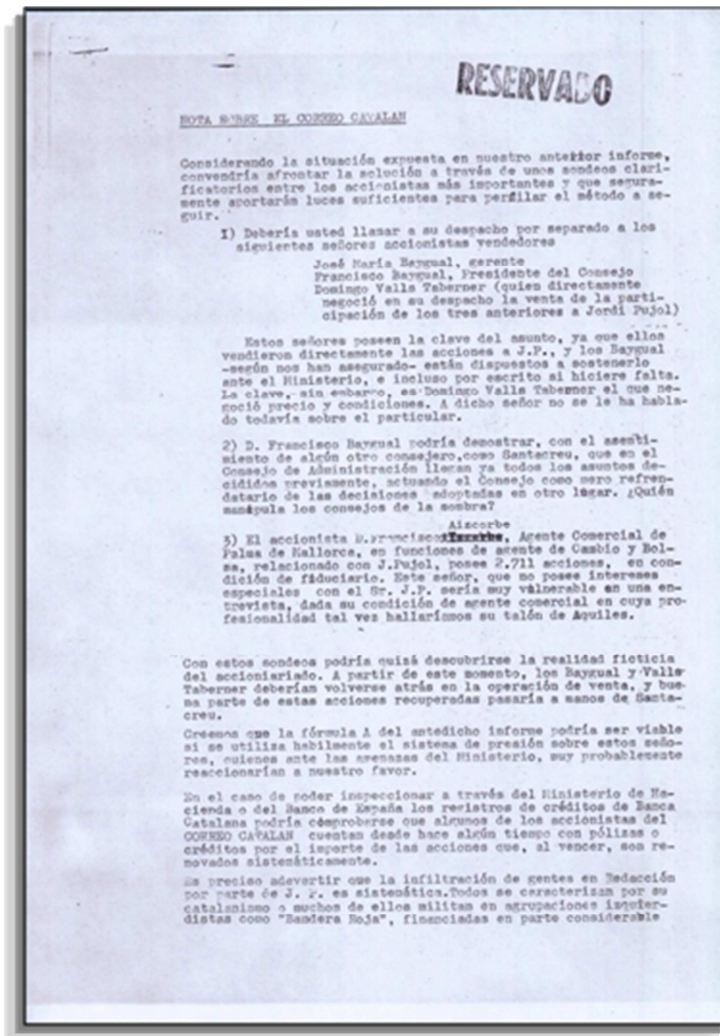 RESERVADO
NOTA SOBRE EL CORREO CATALAN
Considerando la situación expuesta en nuestro anterior informe,
convendría afrontar la solución a través de unos sondeos clari-
ficatorios entre los accionistas más importantes y que segura-
mente aportarán luces suficientes para perfilar el método a se-
guir.
1) Debería usted llamar a su despacho por separado a los
siguientes señores accionistas vendedores
José María Baygual, gerente
Francisco Baygual, Presidente del Consejo
Domingo Valls Taberner (quien directamente
negoció en su despacho la venta de la parti-
cipación de los tres anteriores a Jordi Pujol)
Estos señores poseen la clave del asunto, ya que ellos
vendieron directamente las acciones a J.P., y los Baygual
-según nos han asegurado- están dispuestos a sostenerlo
ante el Ministerio, e incluso por escrito si hiciere falta.
La clave, sin embargo, es Domingo Valls Taberner el que ne-
goció precio y condiciones. A dicho señor no se le ha habla-
do todavía sobre el particular.
2) D. Francisco Baygual podría demostrar, con el asenti-
miento de algún otro consejero,como Santacreu, que en el
Consejo de Administración llegan ya todos los asuntos de-
cididos previamente, actuando el Consejo como mero refren-
datario de las decisiones adoptadas en otro lugar. ¿Quién
manipula los consejos de la sombra?
Aizcorbe
3) El accionista D.Francisco, Agente Comercial de
Palma de Mallorca, en funciones de agente de Cambio y Bol-
sa, relacionado con J.Pujol, posee 2.711 acciones, en con-
dición de fiduciario. Este señor, que no posee intereses
especiales con el Sr. J.P. sería muy vulnerable en una en-
trevista, dada su condición de agente comercial en cuya pro-
fesionalidad tal vez hallaríamos su talón de Aquiles.
Con estos sondeos podría quizá descubrirse la realidad ficticia
del accionariado. A partir de este momento, los Baygual y Valls
Taberner deberían volverse atrás en la operación de venta, y bue-
na parte de estas acciones recuperadas pasaría a manos de Santa-
creu.
Creemos que la fórmula A del antedicho informe podría ser viable
si se utiliza habilmente el sistema de presión sobre estos seño-
res, quienes ante las amenazas del Ministerio, muy probablemente
reaccionarían a nuestro favor.
En el caso de poder inspeccionar a través del Ministerio de Ha-
cienda o del Banco de España los registros de créditos de Banca
Catalana podría comprobarse que algunos de los accionistas del
CORREO CATALAN cuentan desde hace algún tiempo con pólizas o
créditos por el importe de las acciones que, al vencer, son re-
novados sistemáticamente.
Es preciso adevertir que la infiltración de gentes en Redacción
por parte de J. P. es sistemática.Todos se caracterizan por su
catalanismo o muchos de ellos militan en agrupaciones izquier-
distas como "Bandera Roja", financiadas en parte considerable